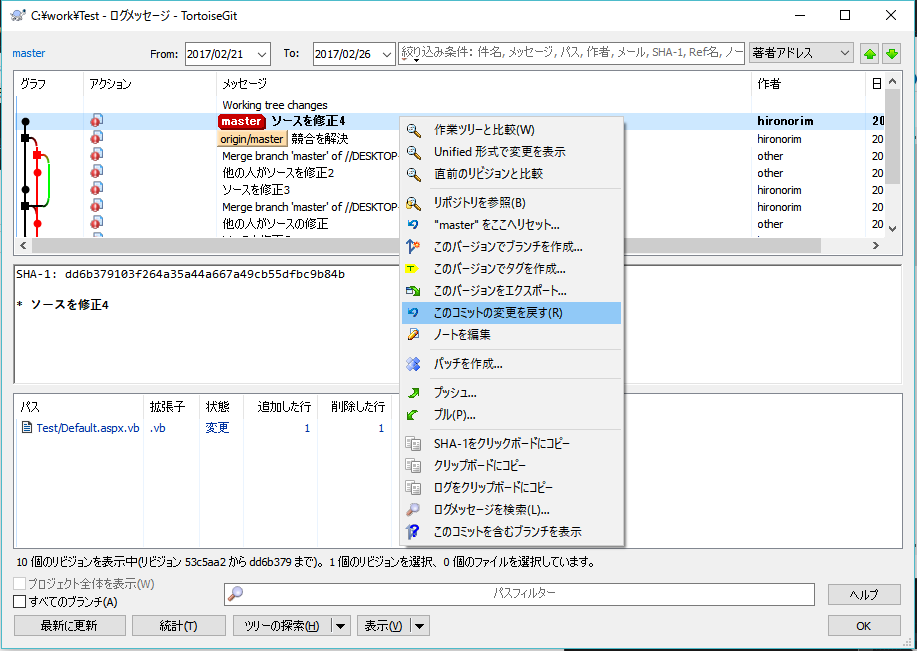 C:¥work¥Test - ログメッセージ - TortoiseGit
master From: 2017/02/21 To: 2017/02/26 絞り込み条件: 件名, メッセージ, パス, 作者, メール, SHA-1, Ref名, ノー 著者アドレス
グラフ アクション メッセージ 作者 日
Working tree changes
master ソースを修正4 hironorim 20
origin/master 競合を解決 hironorim 20
Merge branch 'master' of //DESKTOP- other 20
他の人がソースを修正2 other 20
ソースを修正3 hironorim 20
Merge branch 'master' of //DESKTOP- hironorim 20
他の人がソースの修正 other 20
SHA-1: dd6b379103f264a35a44a667a49cb55dfbc9b84b
* ソースを修正4
作業ツリーと比較(W)
Unified 形式で変更を表示
直前のリビジョンと比較
リポジトリを参照(B)
"master" をここへリセット...
このバージョンでブランチを作成...
このバージョンでタグを作成...
このバージョンをエクスポート...
このコミットの変更を戻す(R)
ノートを編集
パッチを作成...
プッシュ...
プル(P)...
SHA-1をクリックボードにコピー
クリップボードにコピー
ログをクリップボードにコピー
ログメッセージを検索(L)...
このコミットを含むブランチを表示
パス 拡張子 状態 追加した行 削除した行
Test/Default.aspx.vb .vb 変更 1 1
10 個のリビジョンを表示中(リビジョン 53c5aa2 から dd6b379 まで)。1 個のリビジョンを選択、0 個のファイルを選択しています。
プロジェクト全体を表示(W)
すべてのブランチ(A)
パスフィルター
ヘルプ
最新に更新 統計(T) ツリーの探索(H) 表示(V) OK